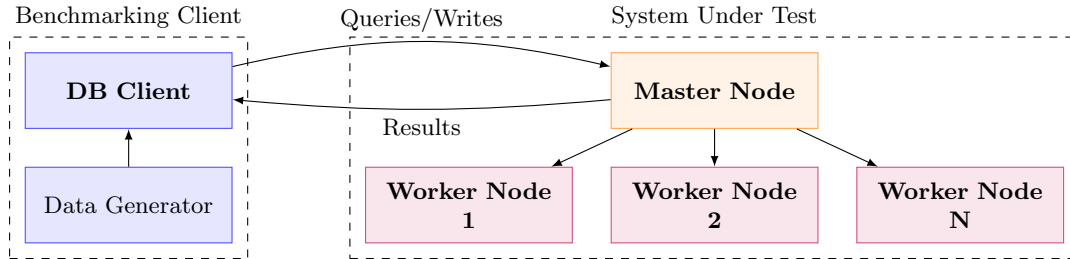 Benchmarking Client
Queries/Writes
System Under Test
DB Client
Master Node
Results
Data Generator
Worker Node
1
Worker Node
2
Worker Node
N